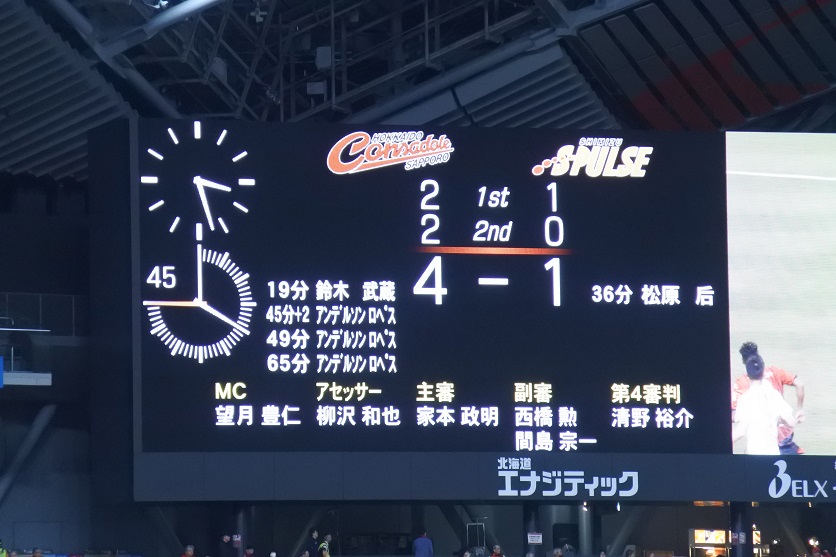 HOKKAIDO
Consadole
SAPPORO
SHIMIZU
S-PULSE
2 1st 1
2 2nd 0
4 - 1
45
19分 鈴木 武蔵
45分+2 アンデルソン ロペス
49分 アンデルソン ロペス
65分 アンデルソン ロペス
36分 松原 后
MC アセッサー 主審 副審 第4審判
望月 豊仁 柳沢 和也 家本 政明 西橋 勲 清野 裕介
間島 宗一
北海道
エナジティック
ELX